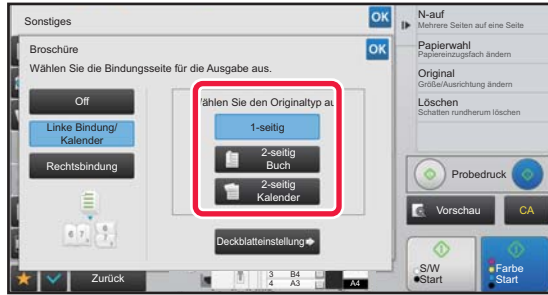 Sonstiges
OK
Broschüre
OK
Wählen Sie die Bindungsseite für die Ausgabe aus.
Off
Linke Bindung/
Kalender
Rechtsbindung
ählen Sie den Originaltyp au
1-seitig
2-seitig
Buch
2-seitig
Kalender
Deckblatteinstellung
Zurück
3 B4
4 A3
A4
N-auf
Mehrere Seiten auf eine Seite
Papierwahl
Papiereinzugsfach ändern
Original
Größe/Ausrichtung ändern
Löschen
Schatten rundherum löschen
Probedruck
Vorschau
CA
S/W
Start
Farbe
Start